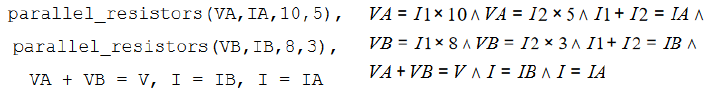 parallel_resistors(VA,IA,10,5), VA = I1 × 10 ∧ VA = I2 × 5 ∧ I1 + I2 = IA ∧
parallel_resistors(VB,IB,8,3), VB = I1 × 8 ∧ VB = I2 × 3 ∧ I1 + I2 = IB ∧
VA + VB = V, I = IB, I = IA VA + VB = V ∧ I = IB ∧ I = IA